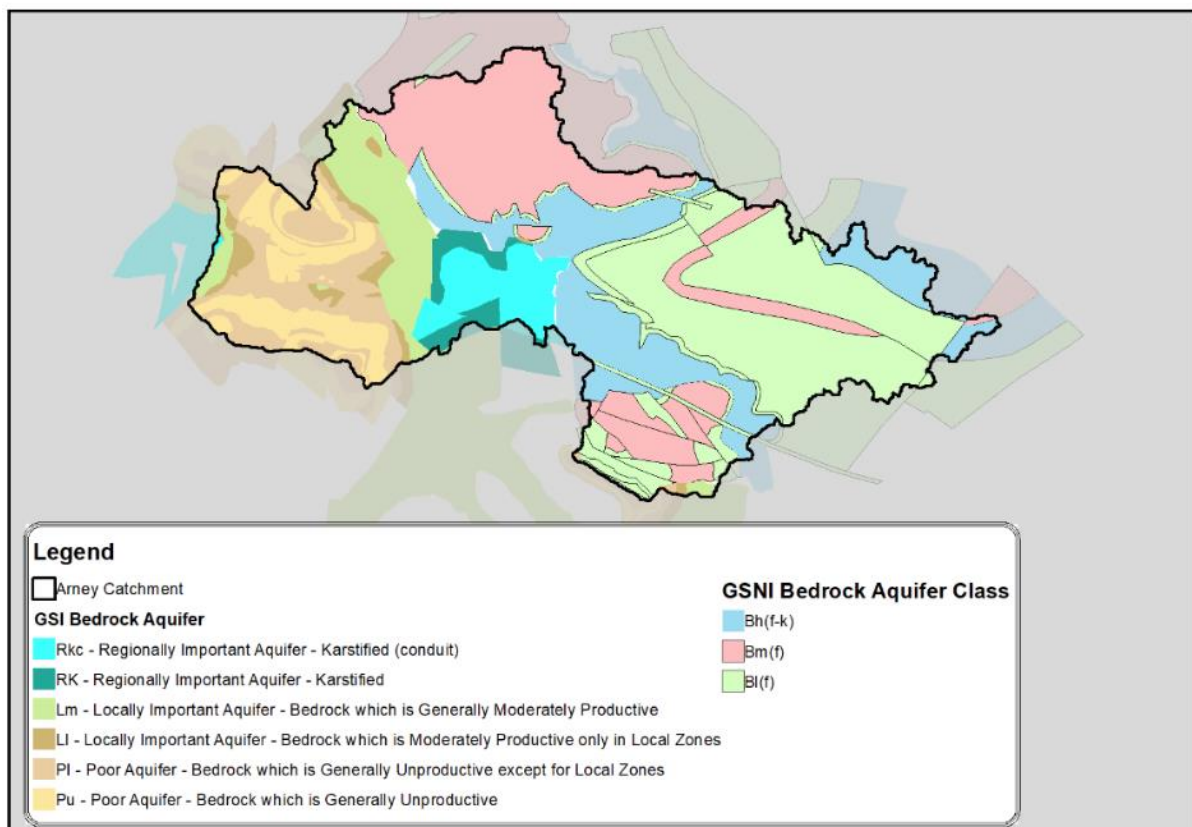 Legend
Arney Catchment
GSI Bedrock Aquifer
Rkc - Regionally Important Aquifer - Karstified (conduit)
RK - Regionally Important Aquifer - Karstified
Lm - Locally Important Aquifer - Bedrock which is Generally Moderately Productive
LI - Locally Important Aquifer - Bedrock which is Moderately Productive only in Local Zones
PI - Poor Aquifer - Bedrock which is Generally Unproductive except for Local Zones
Pu - Poor Aquifer - Bedrock which is Generally Unproductive
GSNI Bedrock Aquifer Class
Bh(f-k)
Bm(f)
Bl(f)